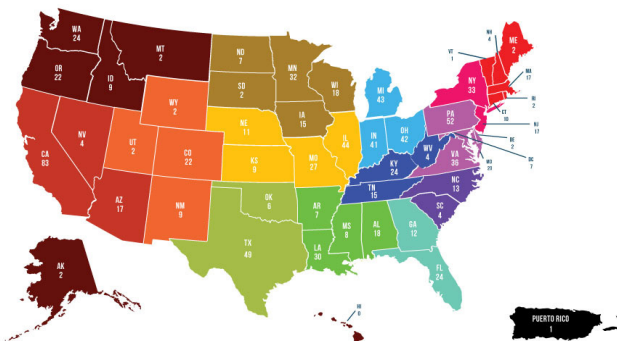 WA
24
OR
22
ID
9
MT
2
ND
7
SD
2
MN
32
WI
19
IA
15
WY
2
UT
2
CO
22
NM
9
CA
83
NV
4
AZ
17
NE
11
KS
9
MO
27
IL
44
MI
43
IN
41
OH
42
KY
24
TN
15
WV
4
VA
36
PA
52
NY
33
VT
1
NH
4
ME
2
MA
17
RI
2
CT
10
NJ
17
DE
2
MD
21
DC
7
NC
13
SC
4
GA
12
FL
24
AL
18
MS
8
AR
7
LA
30
OK
6
TX
49
AK
2
HI
0
PUERTO RICO
1